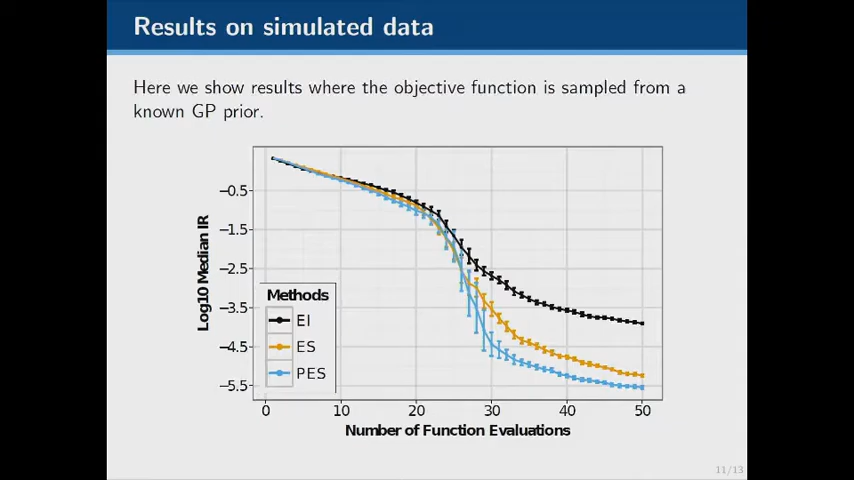 Results on simulated data
Here we show results where the objective function is sampled from a
known GP prior.
Log10 Median IR
−0.5
−1.5
−2.5
−3.5
−4.5
−5.5
Methods
EI
ES
PES
0 10 20 30 40 50
Number of Function Evaluations
11/13